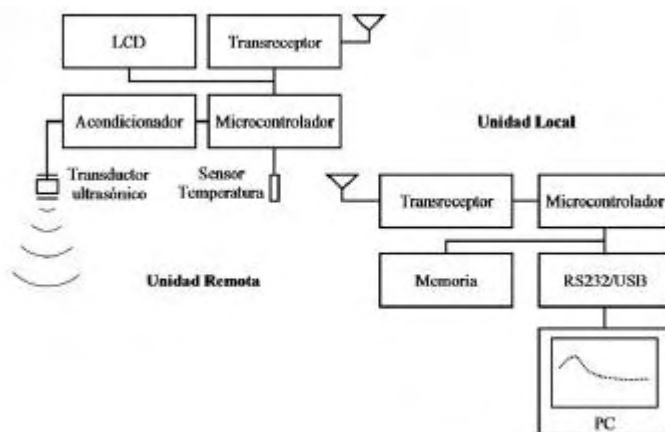 LCD
Transreceptor
Acondicionador
Microcontrolador
Unidad Local
Transductor
ultrasónico
Sensor
Temperatura
Transreceptor
Microcontrolador
Unidad Remota
Memoria
RS232/USB
PC